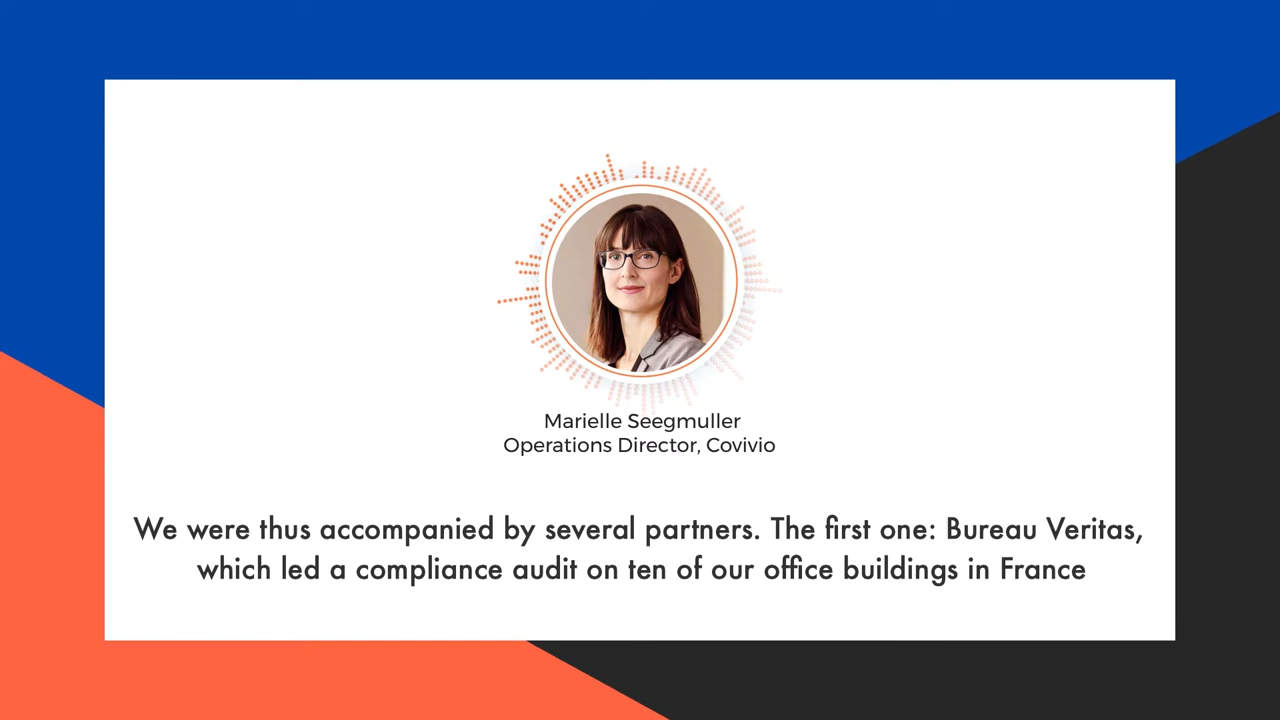 Marielle Seegmuller
Operations Director, Covivio
We were thus accompanied by several partners. The first one: Bureau Veritas,
which led a compliance audit on ten of our office buildings in France